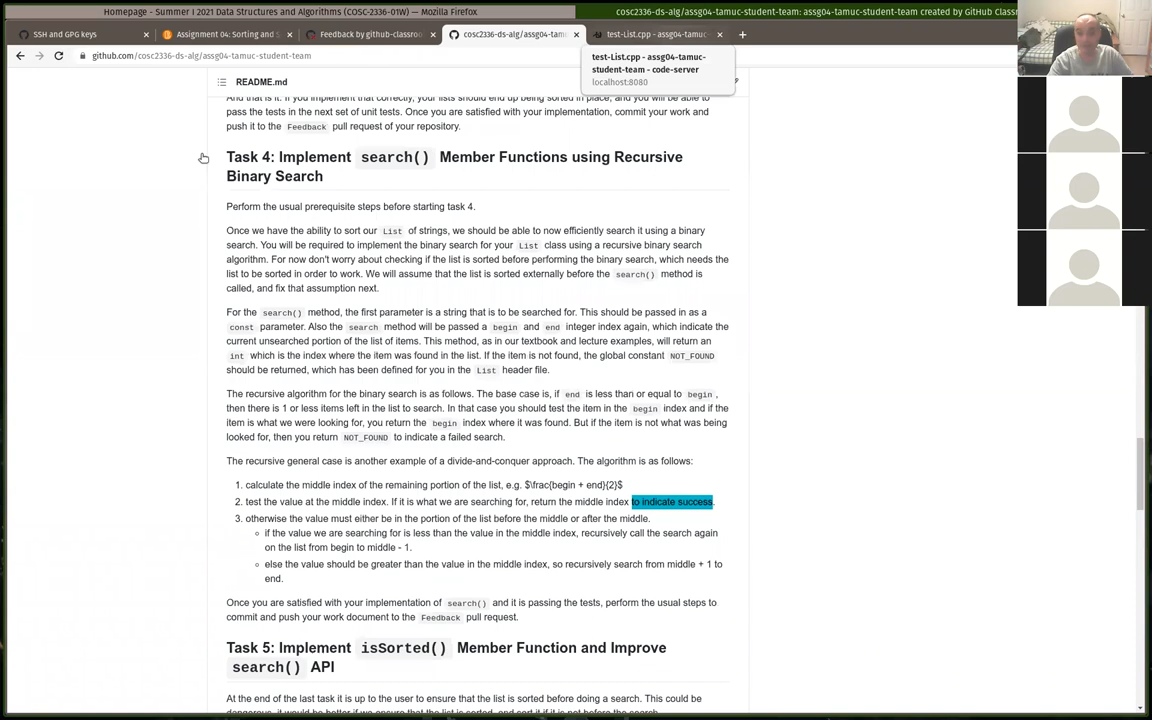 Homepage - Summer I 2021 Data Structures and Algorithms (COSC-2336-01W) — Mozilla Firefox
cosc2336-ds-alg/assg04-tamuc-student-team: assg04-tamuc-student-team created by GitHub Class
SSH and GPG keys
Assignment 04: Sorting and S
Feedback by github-classroo
cosc2336-ds-alg/assg04-tamu
test-List.cpp - assg04-tamuc-
github.com/cosc2336-ds-alg/assg04-tamuc-student-team
test-List.cpp - assg04-tamuc-
student-team - code-server
localhost:8080
README.md
And that is it. If you implement that correctly, your lists should end up being sorted in place, and you will be able to
pass the tests in the next set of unit tests. Once you are satisfied with your implementation, commit your work and
push it to the Feedback pull request of your repository.
Task 4: Implement search() Member Functions using Recursive
Binary Search
Perform the usual prerequisite steps before starting task 4.
Once we have the ability to sort our List of strings, we should be able to now efficiently search it using a binary
search. You will be required to implement the binary search for your List class using a recursive binary search
algorithm. For now don't worry about checking if the list is sorted before performing the binary search, which needs the
list to be sorted in order to work. We will assume that the list is sorted externally before the search() method is
called, and fix that assumption next.
For the search() method, the first parameter is a string that is to be searched for. This should be passed in as a
const parameter. Also the search method will be passed a begin and end integer index again, which indicate the
current unsearched portion of the list of items. This method, as in our textbook and lecture examples, will return an
int which is the index where the item was found in the list. If the item is not found, the global constant NOT_FOUND
should be returned, which has been defined for you in the List header file.
The recursive algorithm for the binary search is as follows. The base case is, if end is less than or equal to begin ,
then there is 1 or less items left in the list to search. In that case you should test the item in the begin index and if the
item is what we were looking for, you return the begin index where it was found. But if the item is not what was being
looked for, then you return NOT_FOUND to indicate a failed search.
The recursive general case is another example of a divide-and-conquer approach. The algorithm is as follows:
1. calculate the middle index of the remaining portion of the list, e.g. $\frac{begin + end}{2}$
2. test the value at the middle index. If it is what we are searching for, return the middle index to indicate success.
3. otherwise the value must either be in the portion of the list before the middle or after the middle.
if the value we are searching for is less than the value in the middle index, recursively call the search again
on the list from begin to middle - 1.
else the value should be greater than the value in the middle index, so recursively search from middle + 1 to
end.
Once you are satisfied with your implementation of search() and it is passing the tests, perform the usual steps to
commit and push your work document to the Feedback pull request.
Task 5: Implement isSorted() Member Function and Improve
search() API
At the end of the last task it is up to the user to ensure that the list is sorted before doing a search. This could be
dangerous, it would be better if we ensure that the list is sorted, and sort it if it is not before the search.